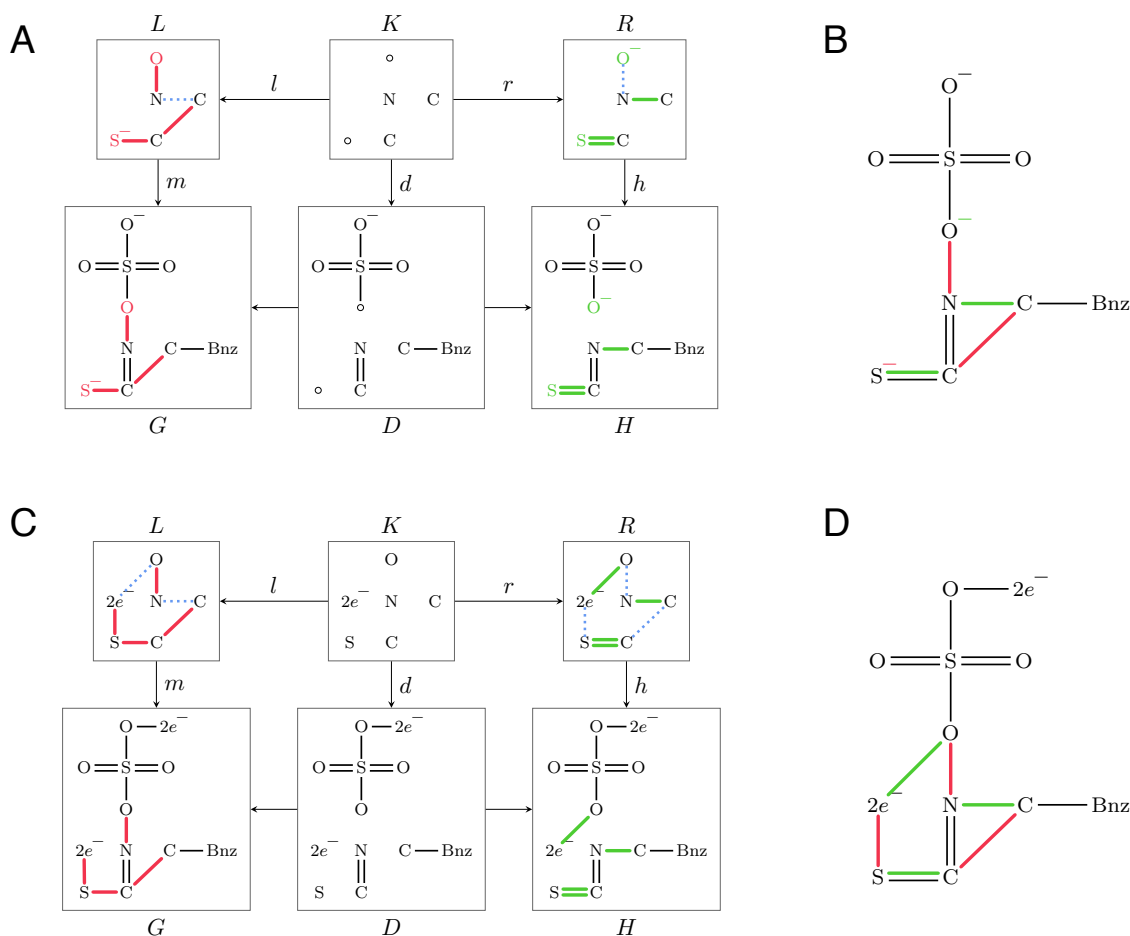 A
L K R
B
O O⁻
N C N C N C
l r
S⁻ C C S C
m d h
O⁻
O⁻ O⁻ O⁻
O S O O S O O S O
O S O
O O⁻
O⁻
N C Bnz N C Bnz N C Bnz
N C Bnz
S⁻ C C S C
S⁻ C
G D H
C
L K R
D
O O O
2e⁻ N C 2e⁻ N C 2e⁻ N C
l r
S C S C S C
m d h
O 2e⁻
O 2e⁻ O 2e⁻ O 2e⁻
O S O O S O O S O
O S O
O O O
O
2e⁻ N C Bnz 2e⁻ N C Bnz 2e⁻ N C Bnz
2e⁻ N C Bnz
S C S C S C
S C
G D H